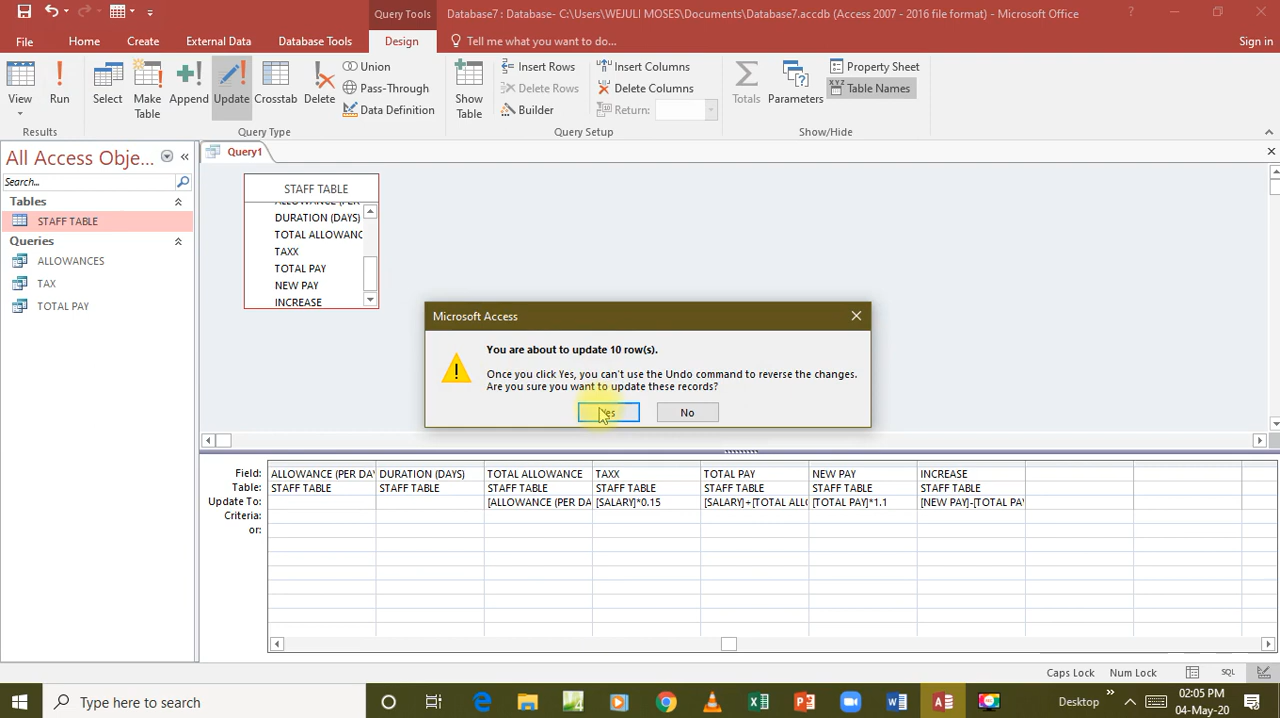 Query Tools
Database7 : Database- C:\Users\WEJULI MOSES\Documents\Database7.accdb (Access 2007 - 2016 file format) - Microsoft Office
File
Home
Create
External Data
Database Tools
Design
Tell me what you want to do...
Sign in
View
Run
Select
Make Table
Append
Update
Crosstab
Delete
Union
Pass-Through
Data Definition
Show Table
Insert Rows
Delete Rows
Builder
Insert Columns
Delete Columns
Return:
Totals
Parameters
Property Sheet
Table Names
Results
Query Type
Query Setup
Show/Hide
All Access Obje...
Search...
Tables
STAFF TABLE
Queries
ALLOWANCES
TAX
TOTAL PAY
Query1
STAFF TABLE
ALLOWANCE (PER
DURATION (DAYS)
TOTAL ALLOWANC
TAXX
TOTAL PAY
NEW PAY
INCREASE
Microsoft Access
You are about to update 10 row(s).
Once you click Yes, you can't use the Undo command to reverse the changes.
Are you sure you want to update these records?
Yes
No
Field: ALLOWANCE (PER DAY DURATION (DAYS) TOTAL ALLOWANCE TAXX TOTAL PAY NEW PAY INCREASE
Table: STAFF TABLE STAFF TABLE STAFF TABLE STAFF TABLE STAFF TABLE STAFF TABLE STAFF TABLE
Update To: [ALLOWANCE (PER DA [SALARY]*0.15 [SALARY]+[TOTAL ALLO [TOTAL PAY]*1.1 [NEW PAY]-[TOTAL PAY
Criteria:
or:
Caps Lock
Num Lock
SQL
Type here to search
Desktop
02:05 PM
04-May-20